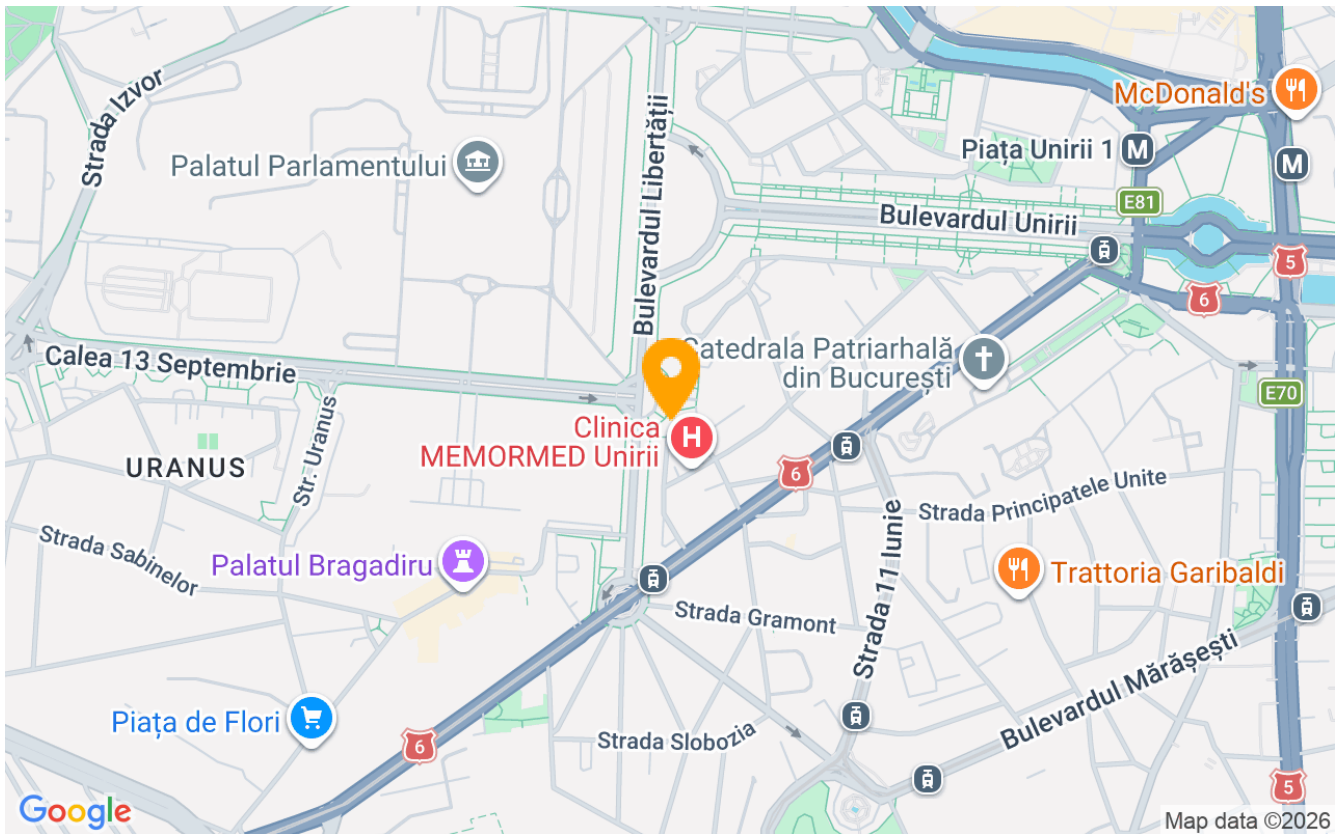 Strada Izvor
Palatul Parlamentului
Bulevardul Libertății
McDonald's
Piața Unirii 1
M
M
E81
Bulevardul Unirii
5
6
Calea 13 Septembrie
Catedrala Patriarhală
din București
E70
Str. Uranus
URANUS
Clinica
MEMORMED Unirii
H
6
Strada Principatele Unite
Strada Sabinelor
Palatul Bragadiru
Strada 11 Iunie
Trattoria Garibaldi
Strada Gramont
Bulevardul Mărășești
Piața de Flori
6
Strada Slobozia
5
Google
Map data ©2026